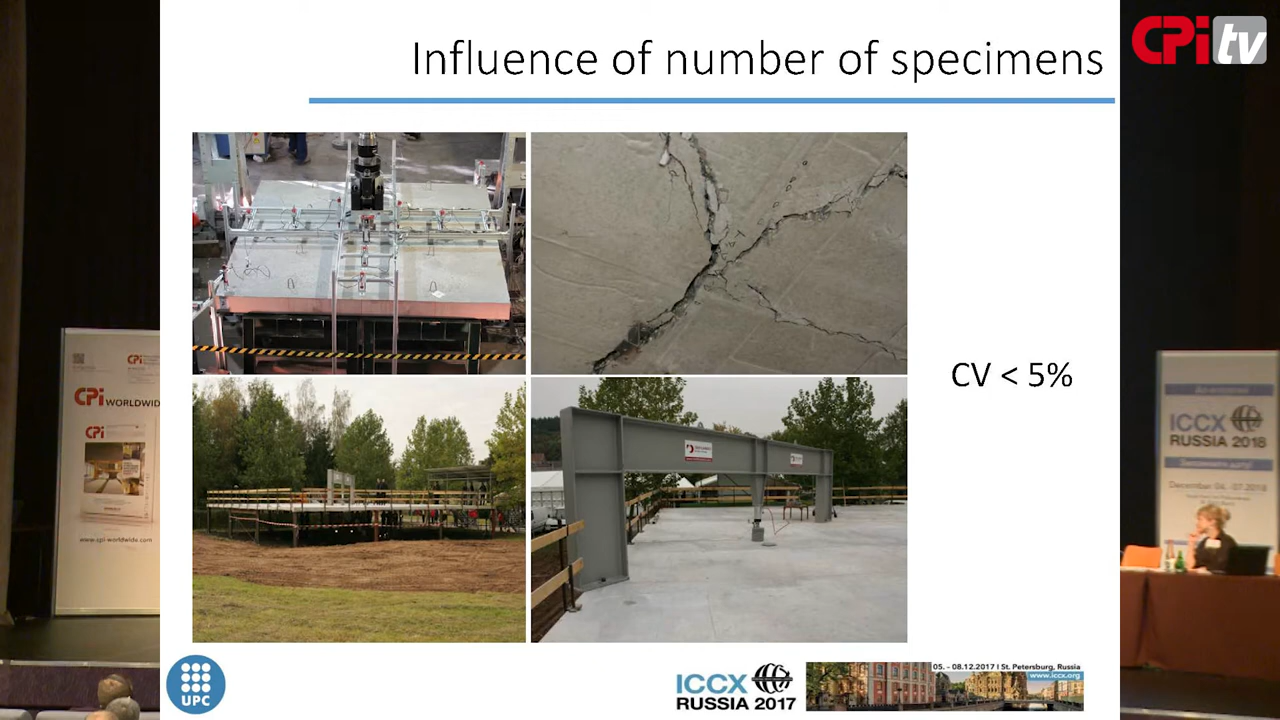 Influence of number of specimens
CPi tv
CV < 5%
CPi
CPi WORLDWIDE
CPi
www.cpi-worldwide.com
ICCX
RUSSIA 2018
December 04. -07. 2018
UPC
ICCX
RUSSIA 2017
05. - 08.12.2017 I St. Petersburg, Russia
www.iccx.org